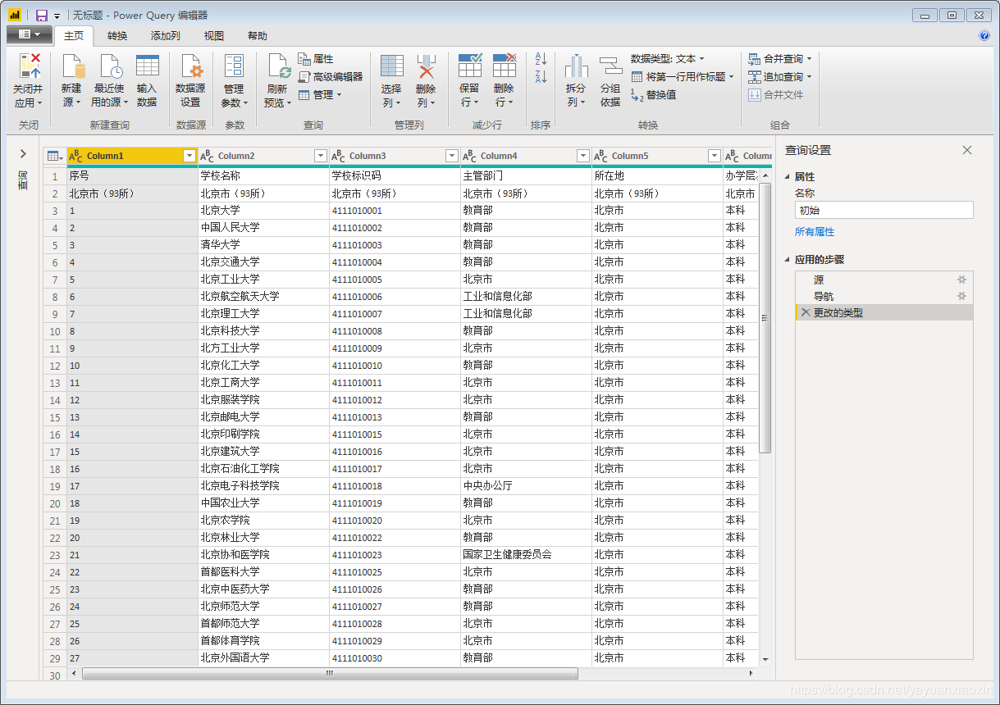 无标题 - Power Query 编辑器
主页 转换 添加列 视图 帮助
关闭并应用 新建源 最近使用的源 输入数据 数据源设置 管理参数 刷新预览 属性 高级编辑器 管理 选择列 删除列 保留行 删除行 拆分列 分组依据 数据类型: 文本 将第一行用作标题 替换值 合并查询 追加查询 合并文件
关闭 新建查询 数据源 参数 查询 管理列 减少行 排序 转换 组合
查询
Column1 Column2 Column3 Column4 Column5 Column
1 序号 学校名称 学校标识码 主管部门 所在地 办学层
2 北京市（93所） 北京市（93所） 北京市（93所） 北京市（93所） 北京市（93所） 北京市
3 1 北京大学 4111010001 教育部 北京市 本科
4 2 中国人民大学 4111010002 教育部 北京市 本科
5 3 清华大学 4111010003 教育部 北京市 本科
6 4 北京交通大学 4111010004 教育部 北京市 本科
7 5 北京工业大学 4111010005 北京市 北京市 本科
8 6 北京航空航天大学 4111010006 工业和信息化部 北京市 本科
9 7 北京理工大学 4111010007 工业和信息化部 北京市 本科
10 8 北京科技大学 4111010008 教育部 北京市 本科
11 9 北方工业大学 4111010009 北京市 北京市 本科
12 10 北京化工大学 4111010010 教育部 北京市 本科
13 11 北京工商大学 4111010011 北京市 北京市 本科
14 12 北京服装学院 4111010012 北京市 北京市 本科
15 13 北京邮电大学 4111010013 教育部 北京市 本科
16 14 北京印刷学院 4111010015 北京市 北京市 本科
17 15 北京建筑大学 4111010016 北京市 北京市 本科
18 16 北京石油化工学院 4111010017 北京市 北京市 本科
19 17 北京电子科技学院 4111010018 中央办公厅 北京市 本科
20 18 中国农业大学 4111010019 教育部 北京市 本科
21 19 北京农学院 4111010020 北京市 北京市 本科
22 20 北京林业大学 4111010022 教育部 北京市 本科
23 21 北京协和医学院 4111010023 国家卫生健康委员会 北京市 本科
24 22 首都医科大学 4111010025 北京市 北京市 本科
25 23 北京中医药大学 4111010026 教育部 北京市 本科
26 24 北京师范大学 4111010027 教育部 北京市 本科
27 25 首都师范大学 4111010028 北京市 北京市 本科
28 26 首都体育学院 4111010029 北京市 北京市 本科
29 27 北京外国语大学 4111010030 教育部 北京市 本科
30
查询设置
属性
名称
初始
所有属性
应用的步骤
源
导航
更改的类型
https://blog.csdn.net/yeyuanxiaoxin